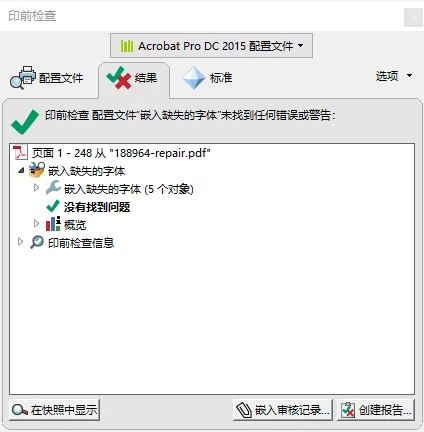 印前检查
Acrobat Pro DC 2015 配置文件
配置文件
结果
标准
选项
印前检查 配置文件"嵌入缺失的字体"未找到任何错误或警告:
页面 1 - 248 从 "188964-repair.pdf"
嵌入缺失的字体
嵌入缺失的字体 (5 个对象)
没有找到问题
概览
印前检查信息
在快照中显示
嵌入审核记录...
创建报告...